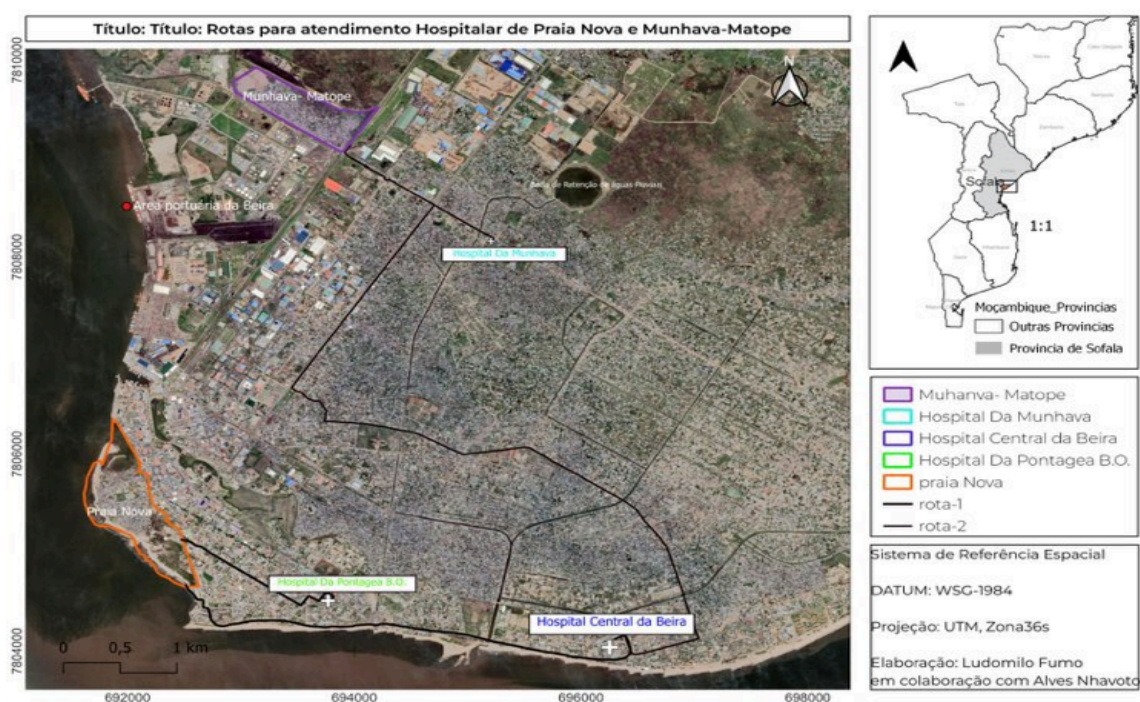 Título: Título: Rotas para atendimento Hospitalar de Praia Nova e Munhava-Matope
7810000
7808000
7806000
7804000
N
Munhava- Matope
Bacia de Retenção de águas Pluviais
Área portuária da Beira
Hospital Da Munhava
Praia Nova
Hospital Da Pontagea B.O.
Hospital Central da Beira
0 0,5 1 km
692000 694000 696000 698000
Sofala
1:1
Moçambique_Provincias
Outras Provincias
Provincia de Sofala
Muhanva- Matope
Hospital Da Munhava
Hospital Central da Beira
Hospital Da Pontagea B.O.
praia Nova
rota-1
rota-2
Sistema de Referência Espacial
DATUM: WSG-1984
Projeção: UTM, Zona36s
Elaboração: Ludomilo Fumo
em colaboração com Alves Nhavoto